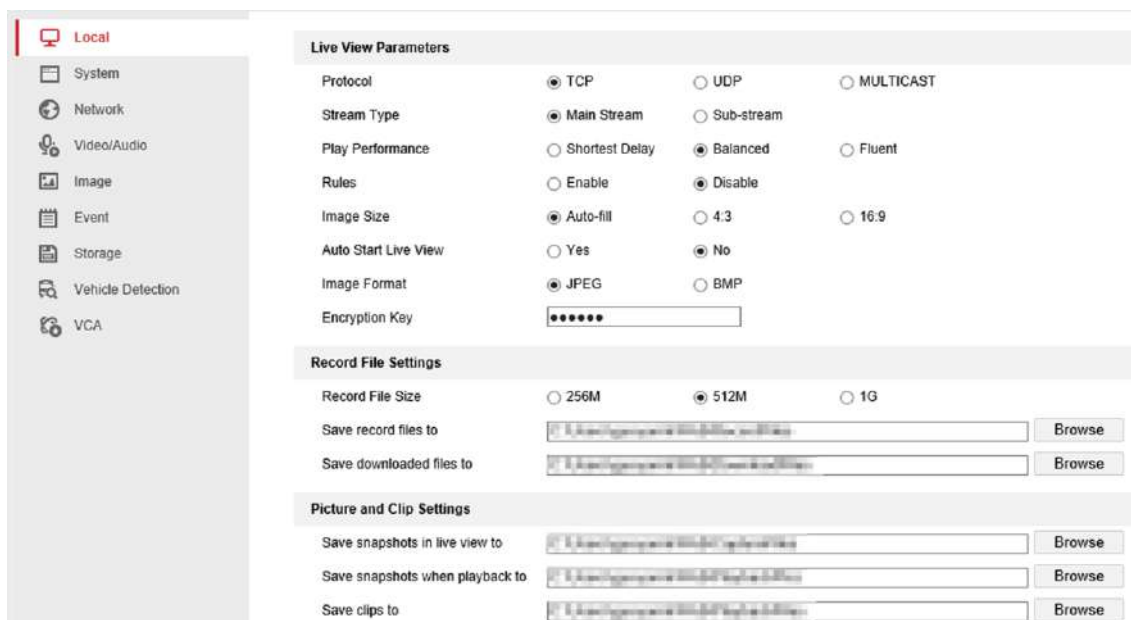 Local
System
Network
Video/Audio
Image
Event
Storage
Vehicle Detection
VCA
Live View Parameters
Protocol TCP UDP MULTICAST
Stream Type Main Stream Sub-stream
Play Performance Shortest Delay Balanced Fluent
Rules Enable Disable
Image Size Auto-fill 4:3 16:9
Auto Start Live View Yes No
Image Format JPEG BMP
Encryption Key ••••••
Record File Settings
Record File Size 256M 512M 1G
Save record files to Browse
Save downloaded files to Browse
Picture and Clip Settings
Save snapshots in live view to Browse
Save snapshots when playback to Browse
Save clips to Browse